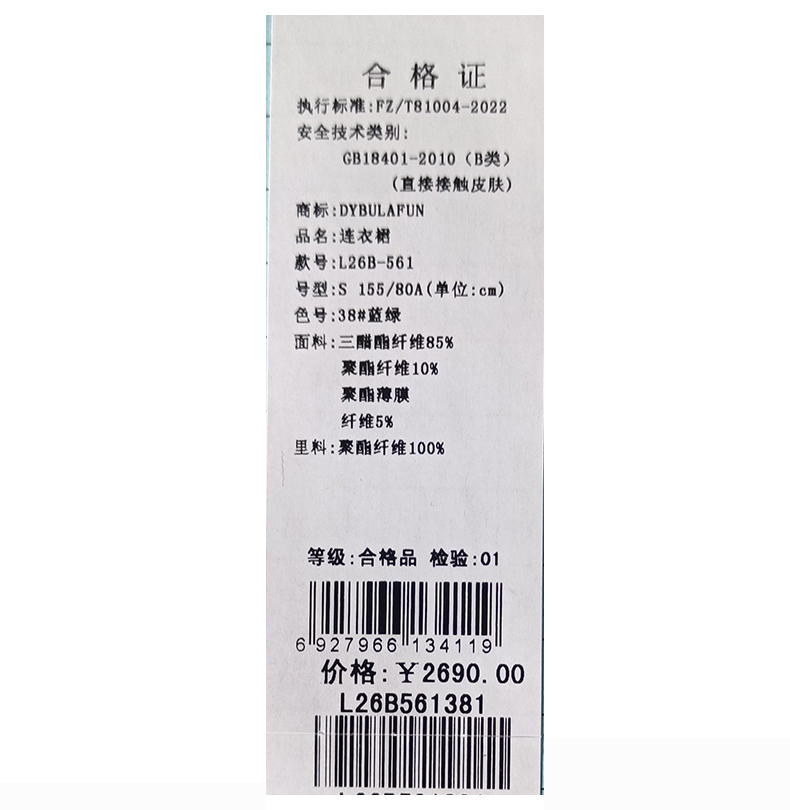 合格证
执行标准:FZ/T81004-2022
安全技术类别:
GB18401-2010（B类）
(直接接触皮肤)
商标:DYBULAFUN
品名:连衣裙
款号:L26B-561
号型:S 155/80A(单位:cm)
色号:38#蓝绿
面料:三醋酯纤维85%
聚酯纤维10%
聚酯薄膜
纤维5%
里料:聚酯纤维100%
等级:合格品 检验:01
6 927966 134119
价格:¥2690.00
L26B561381